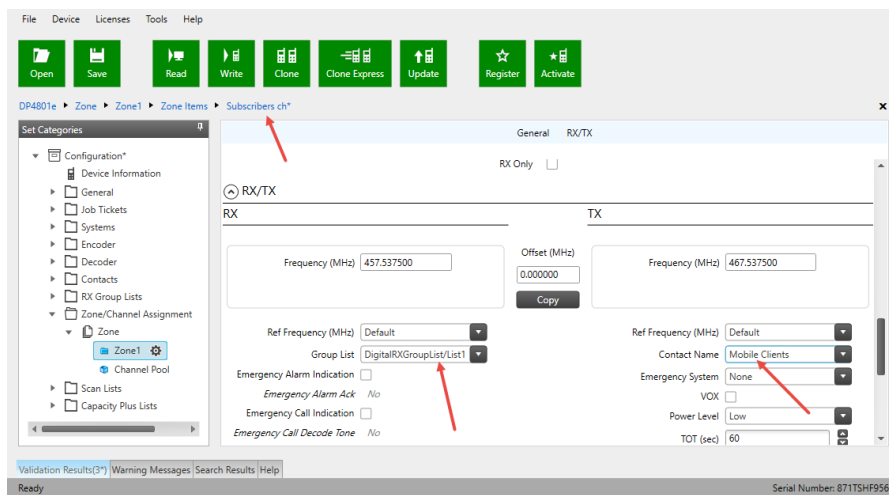 File Device Licenses Tools Help
Open Save Read Write Clone Clone Express Update Register Activate
DP4801e Zone Zone1 Zone Items Subscribers ch*
Set Categories
Configuration*
Device Information
General
Job Tickets
Systems
Encoder
Decoder
Contacts
RX Group Lists
Zone/Channel Assignment
Zone
Zone1
Channel Pool
Scan Lists
Capacity Plus Lists
General RX/TX
RX Only
RX/TX
RX TX
Offset (MHz)
Frequency (MHz) 457.537500 0.000000 Frequency (MHz) 467.537500
Copy
Ref Frequency (MHz) Default Ref Frequency (MHz) Default
Group List DigitalRXGroupList/List1 Contact Name Mobile Clients
Emergency Alarm Indication Emergency System None
Emergency Alarm Ack No VOX
Emergency Call Indication Power Level Low
Emergency Call Decode Tone No TOT (sec) 60
Validation Results(3*) Warning Messages Search Results Help
Ready Serial Number: 871TSHF956